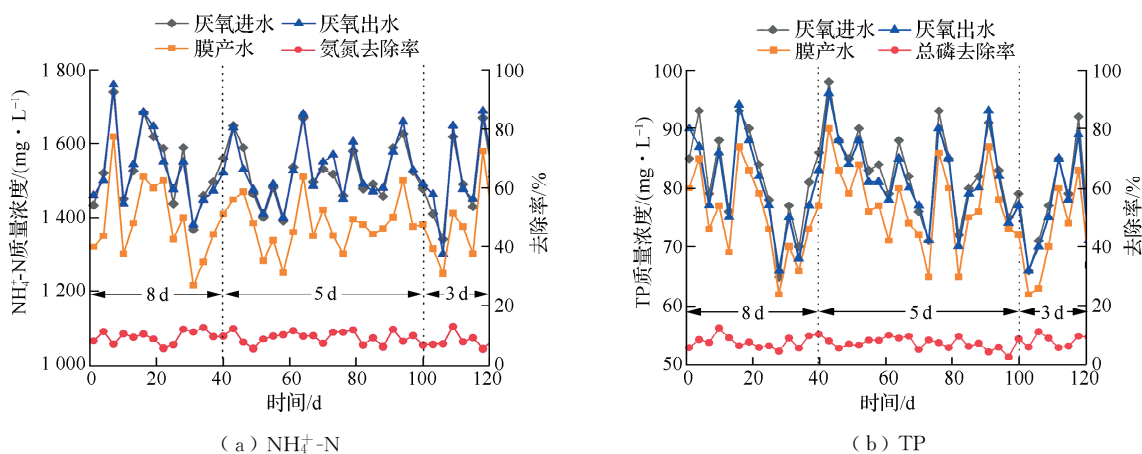 厌氧进水 厌氧出水
膜产水 氨氮去除率
1 800
1 600
1 400
1 200
1 000
NH₄⁺-N质量浓度/(mg·L⁻¹)
100
80
60
40
20
0
去除率/%
8 d 5 d 3 d
0 20 40 60 80 100 120
时间/d
(a) NH₄⁺-N
厌氧进水 厌氧出水
膜产水 总磷去除率
100
90
80
70
60
50
TP质量浓度/(mg·L⁻¹)
100
80
60
40
20
0
去除率/%
8 d 5 d 3 d
0 20 40 60 80 100 120
时间/d
(b) TP